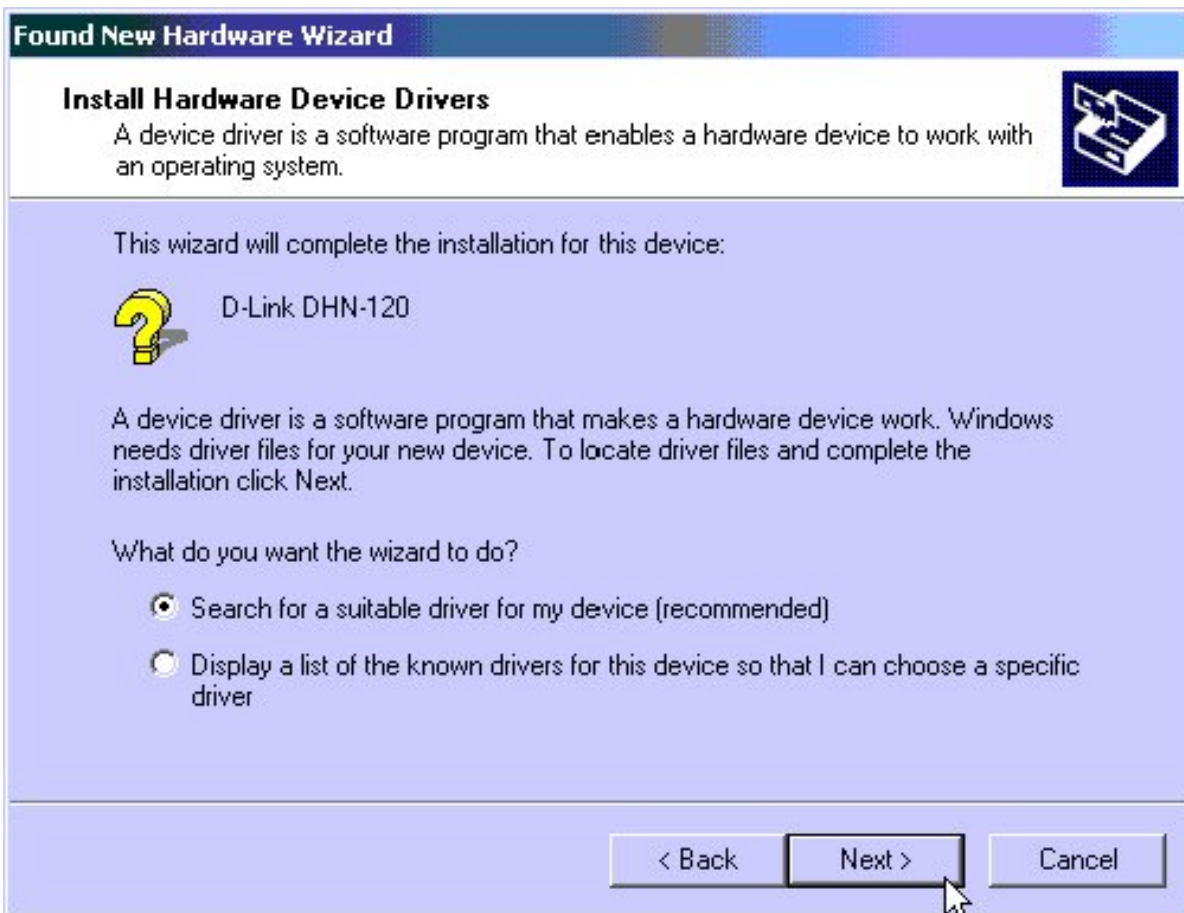 Found New Hardware Wizard
Install Hardware Device Drivers
A device driver is a software program that enables a hardware device to work with
an operating system.
This wizard will complete the installation for this device:
D-Link DHN-120
A device driver is a software program that makes a hardware device work. Windows
needs driver files for your new device. To locate driver files and complete the
installation click Next.
What do you want the wizard to do?
Search for a suitable driver for my device (recommended)
Display a list of the known drivers for this device so that I can choose a specific
driver
< Back
Next >
Cancel